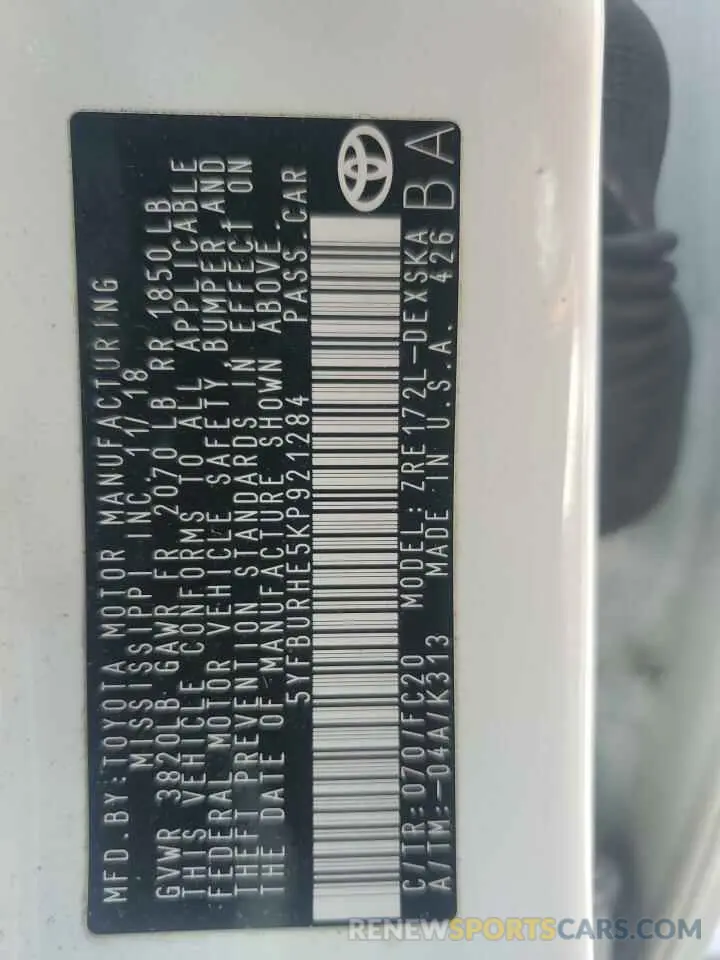 MFD.BY:TOYOTA MOTOR MANUFACTURING
MISSISSIPPI INC. 11/18
GVWR 3820LB GAWR FR 2070 LB RR 1850LB
THIS VEHICLE CONFORMS TO ALL APPLICABLE
FEDERAL MOTOR VEHICLE SAFETY BUMPER AND
THEFT PREVENTION STANDARDS IN EFFECT ON
THE DATE OF MANUFACTURE SHOWN ABOVE.
5YFBURHE5KP921284 PASS.CAR
C/TR:070/FC20 MODEL:ZRE172L-DEXSKA
A/TM:-04A/K313 MADE IN U.S.A. 426 BA
RENEWSPORTSCARS.COM